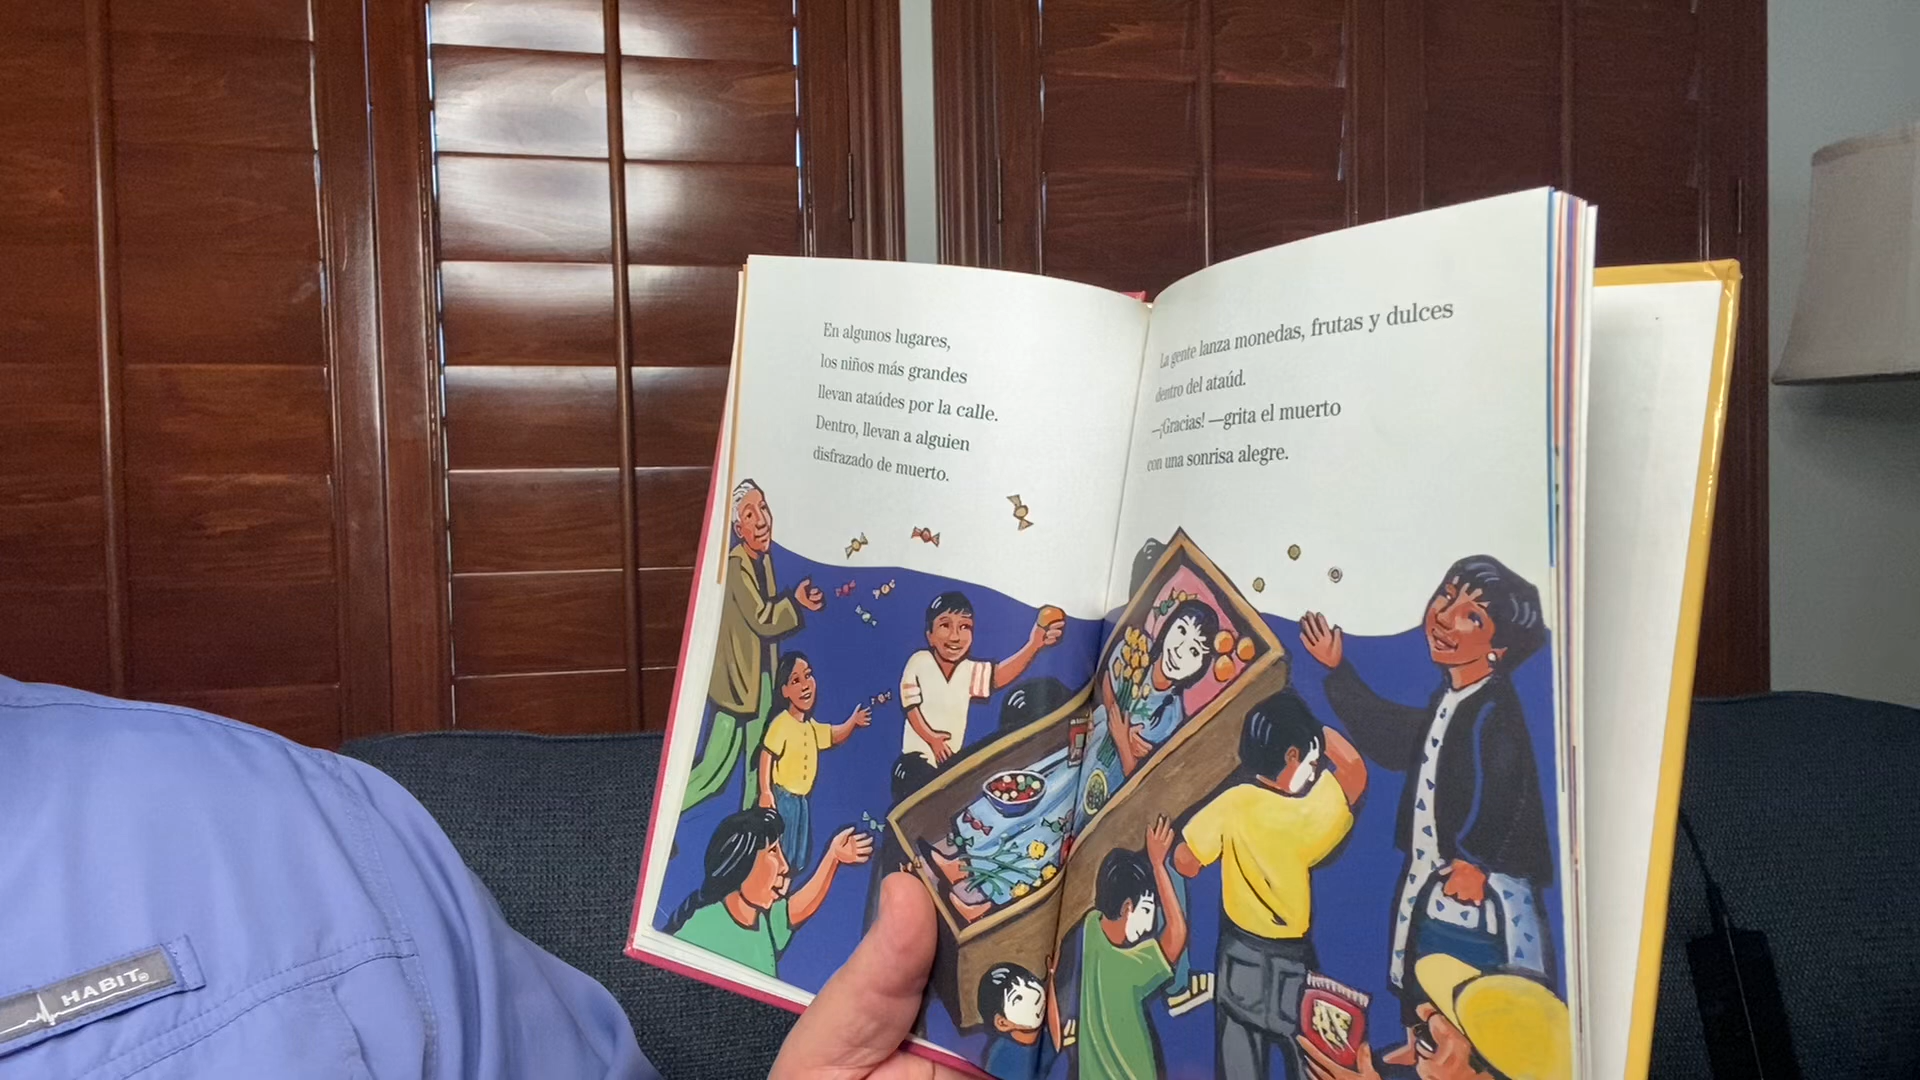 En algunos lugares,
los niños más grandes
llevan ataúdes por la calle.
Dentro, llevan a alguien
disfrazado de muerto.
La gente lanza monedas, frutas y dulces
dentro del ataúd.
—¡Gracias! —grita el muerto
con una sonrisa alegre.
HABIT